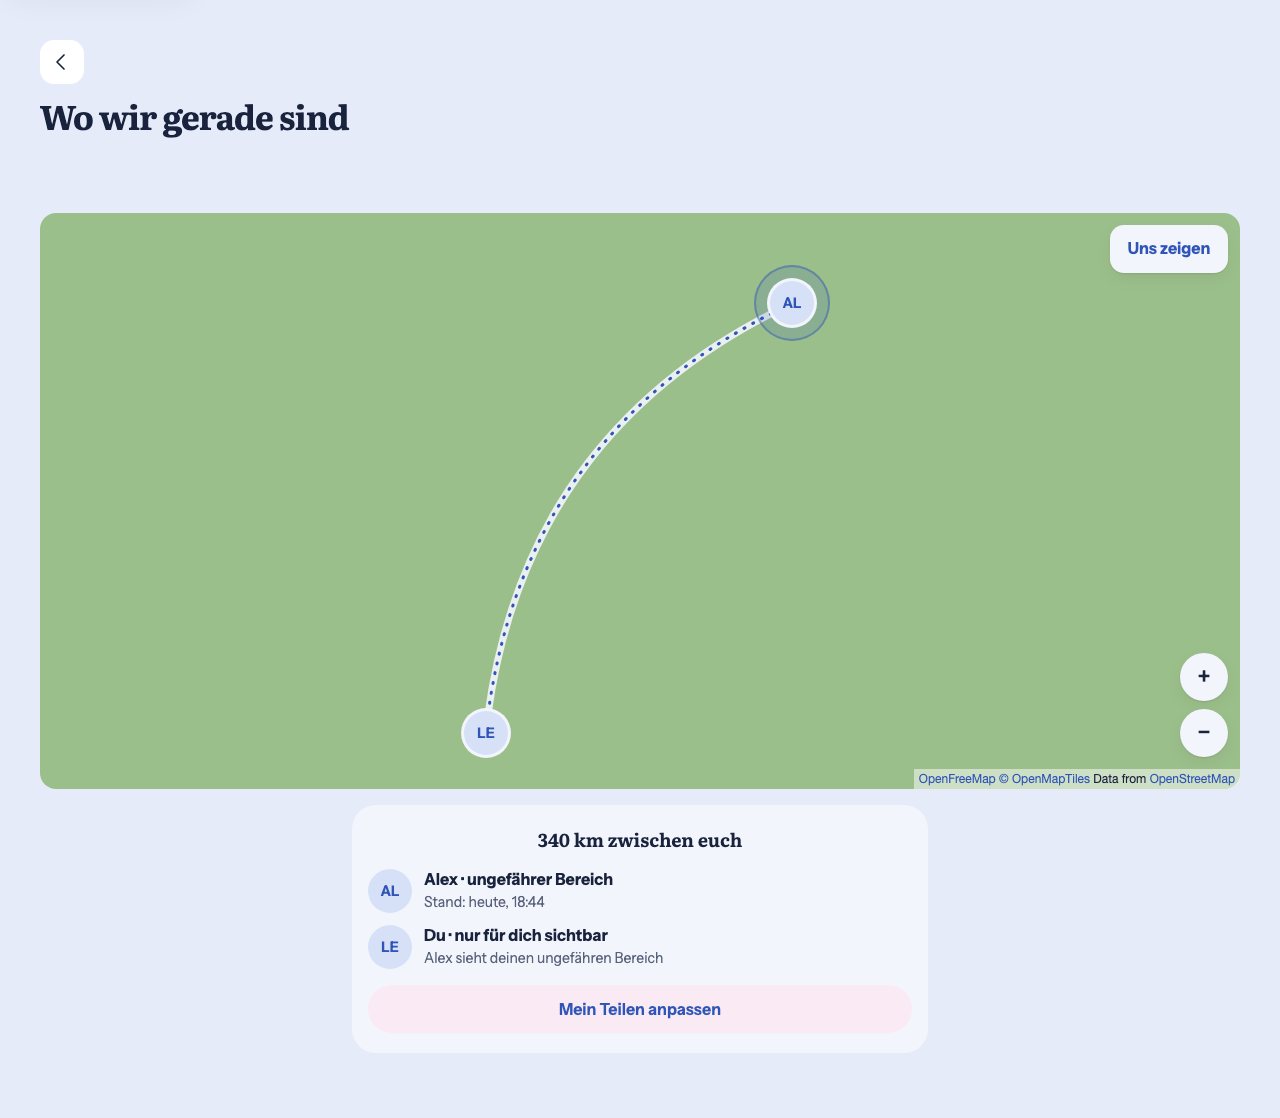 Wo wir gerade sind
Uns zeigen
AL
LE
+
−
OpenFreeMap © OpenMapTiles Data from OpenStreetMap
340 km zwischen euch
AL
Alex · ungefährer Bereich
Stand: heute, 18:44
LE
Du · nur für dich sichtbar
Alex sieht deinen ungefähren Bereich
Mein Teilen anpassen